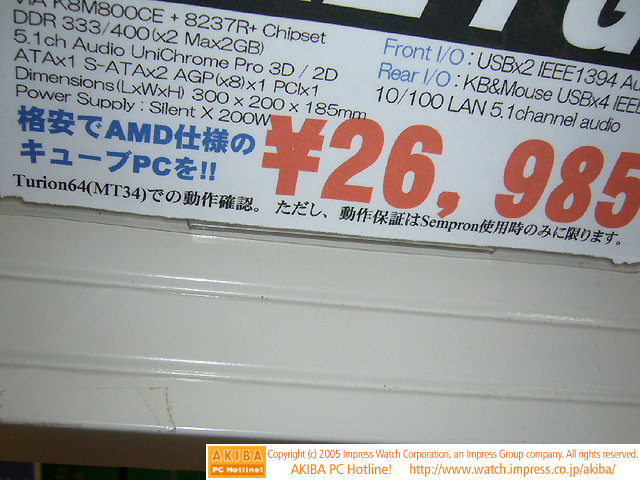 VIA K8M800CE + 8237R+ Chipset
DDR 333/400(x2 Max2GB)
5.1ch Audio UniChrome Pro 3D / 2D
ATAx1 S-ATAx2 AGP(x8)x1 PCIx1
Dimensions(LxWxH) 300 x 200 x 185mm
Power Supply : Silent X 200W
Front I/O : USBx2 IEEE1394
Rear I/O : KB&Mouse USBx4
10/100 LAN 5.1channel audio
格安でAMD仕様の
キューブPCを!!
¥26,985
Turion64(MT34)での動作確認。 ただし、動作保証はSempron使用時のみに限ります。
AKIBA
PC Hotline!
Copyright (c) 2005 Impress Watch Corporation, an Impress Group company. All rights reserved.
AKIBA PC Hotline! http://www.watch.impress.co.jp/akiba/